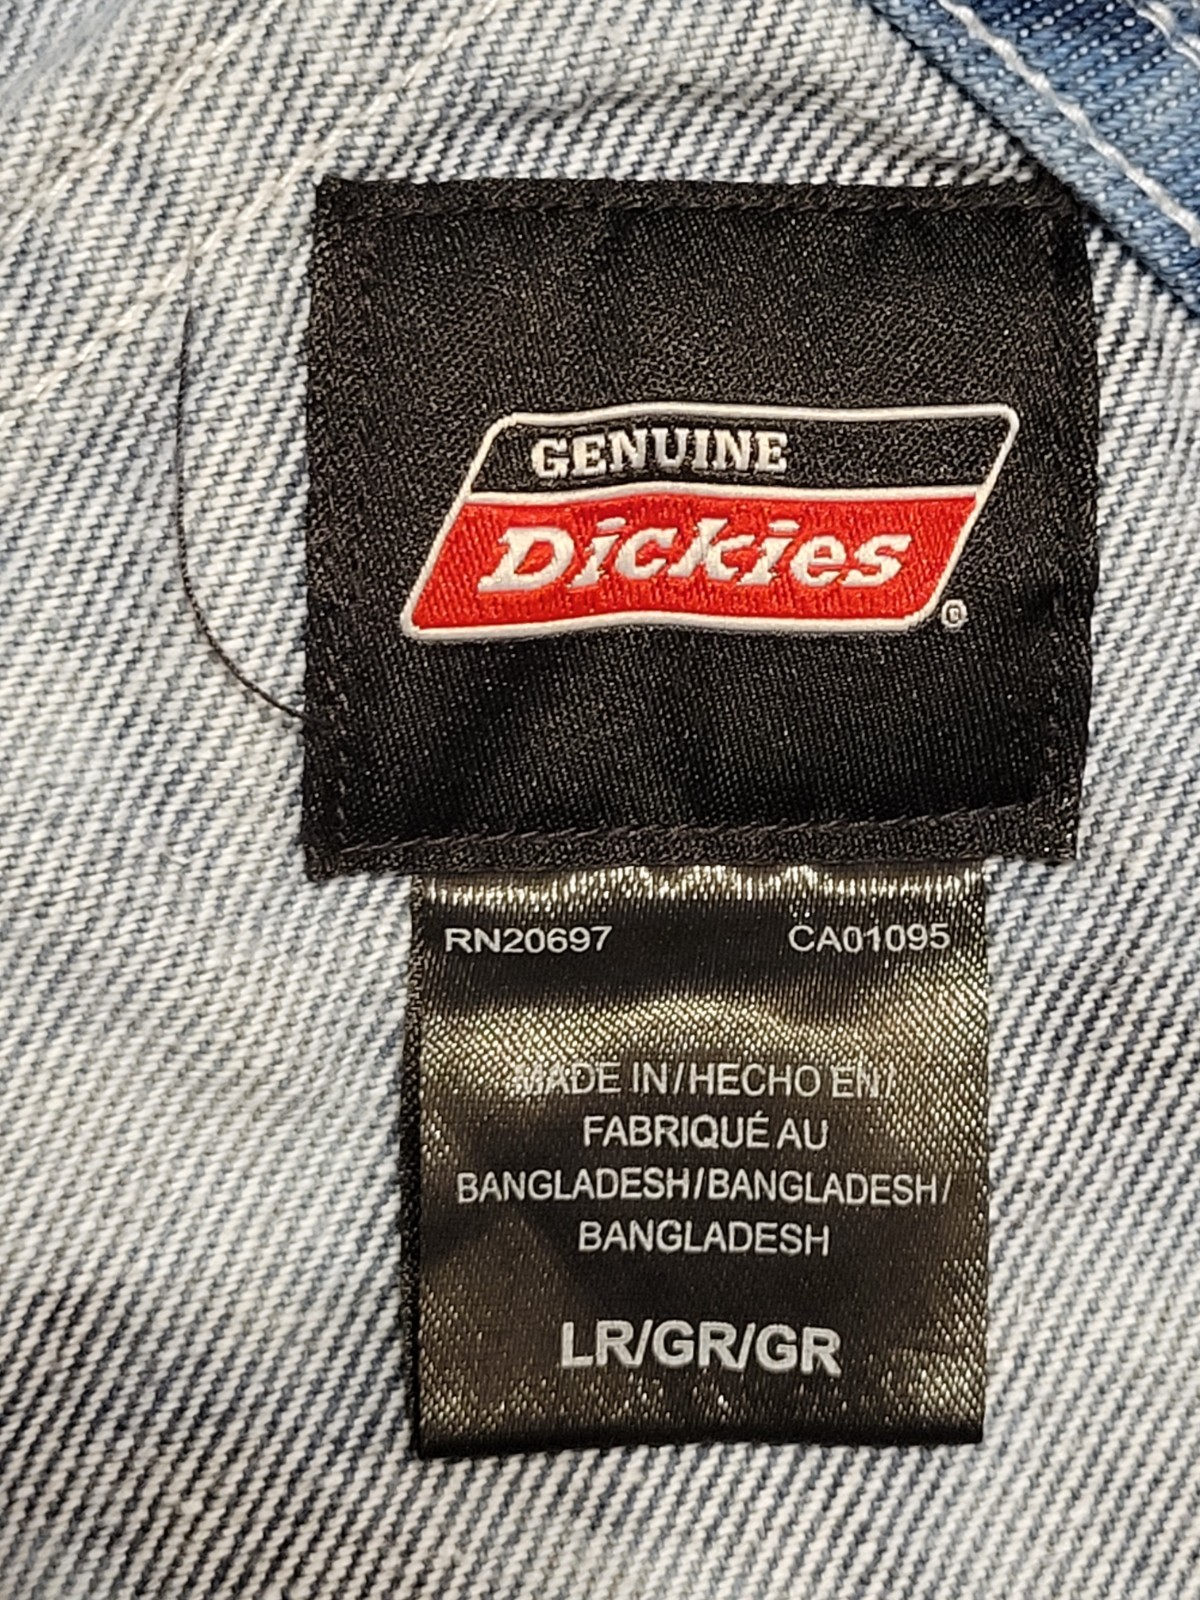 GENUINE
Dickies
®
RN20697 CA01095
MADE IN/HECHO EN/
FABRIQUÉ AU
BANGLADESH/BANGLADESH/
BANGLADESH
LR/GR/GR